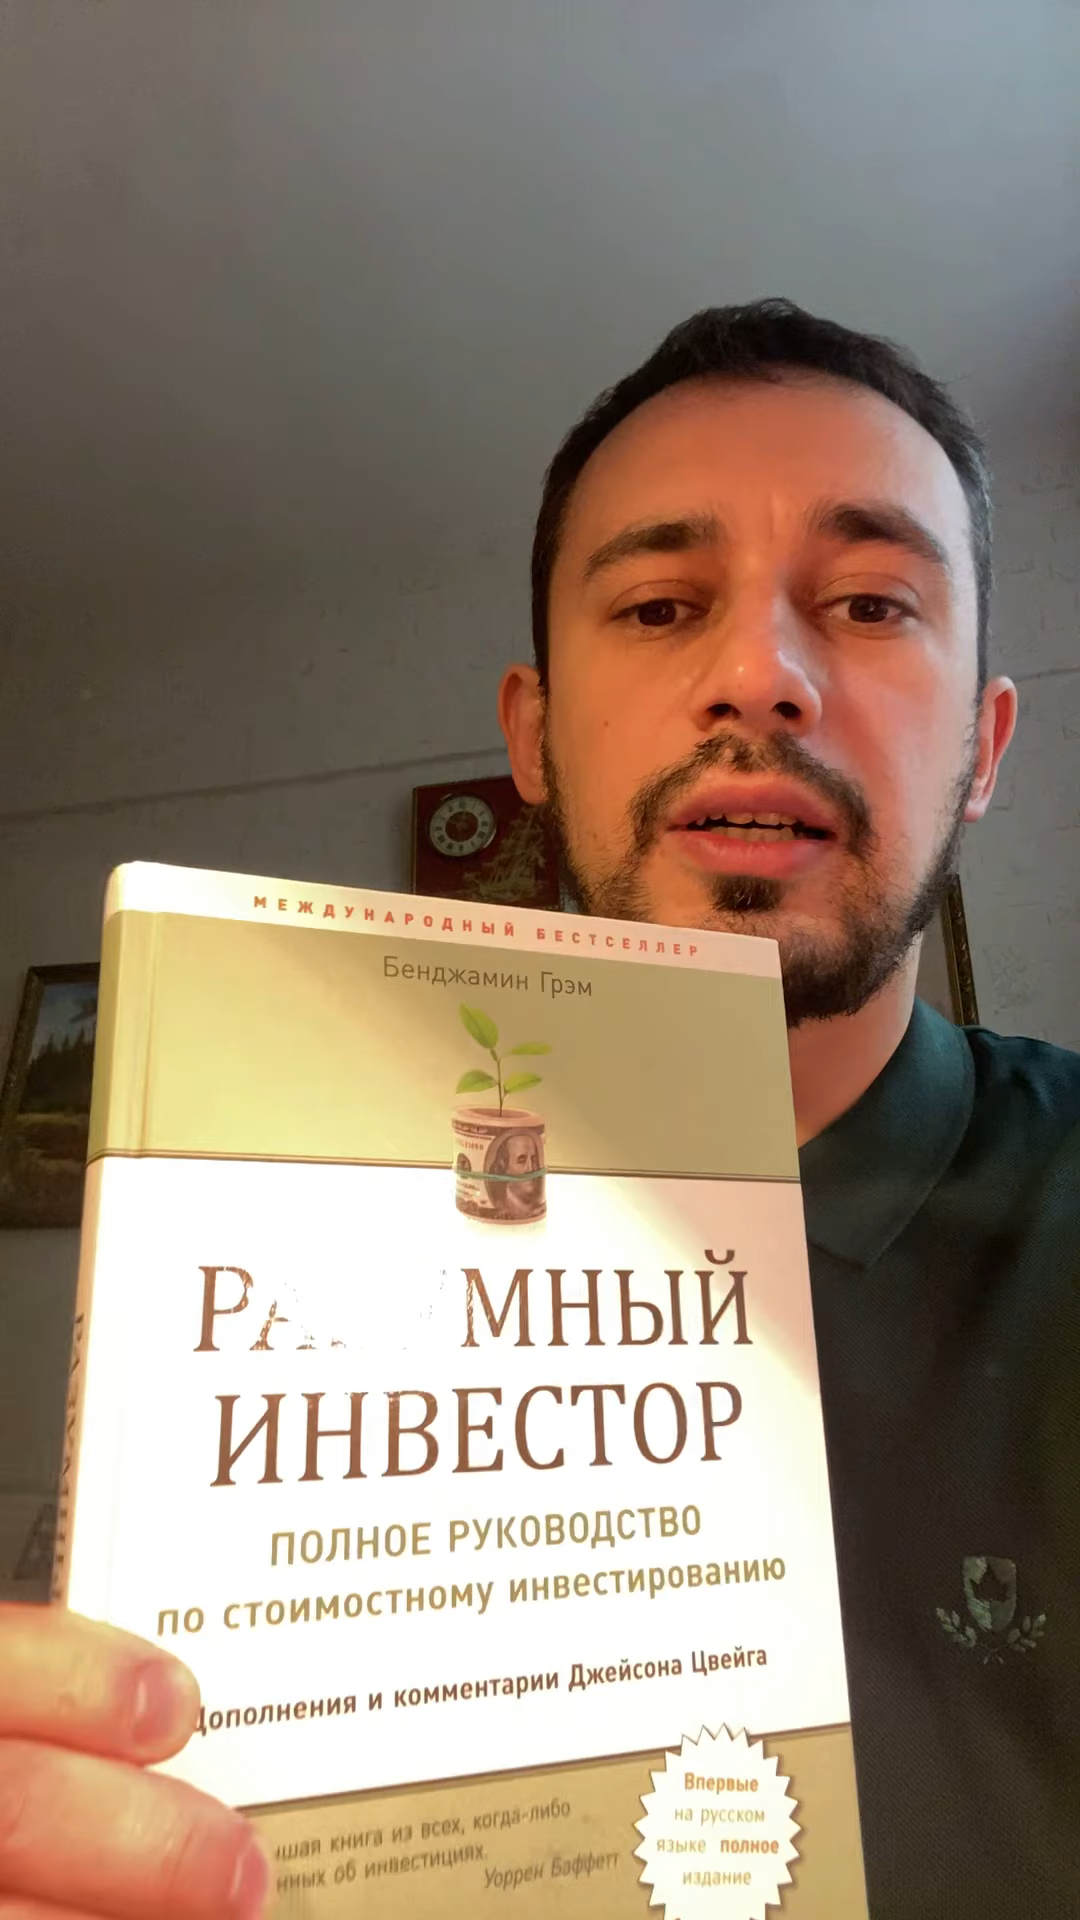 МЕЖДУНАРОДНЫЙ БЕСТСЕЛЛЕР
Бенджамин Грэм
РАЗУМНЫЙ
ИНВЕСТОР
ПОЛНОЕ РУКОВОДСТВО
ПО СТОИМОСТНОМУ ИНВЕСТИРОВАНИЮ
Дополнения и комментарии Джейсона Цвейга
книга из всех, когда-либо
об инвестициях.
Уоррен Баффетт
Впервые
на русском
языке полное
издание